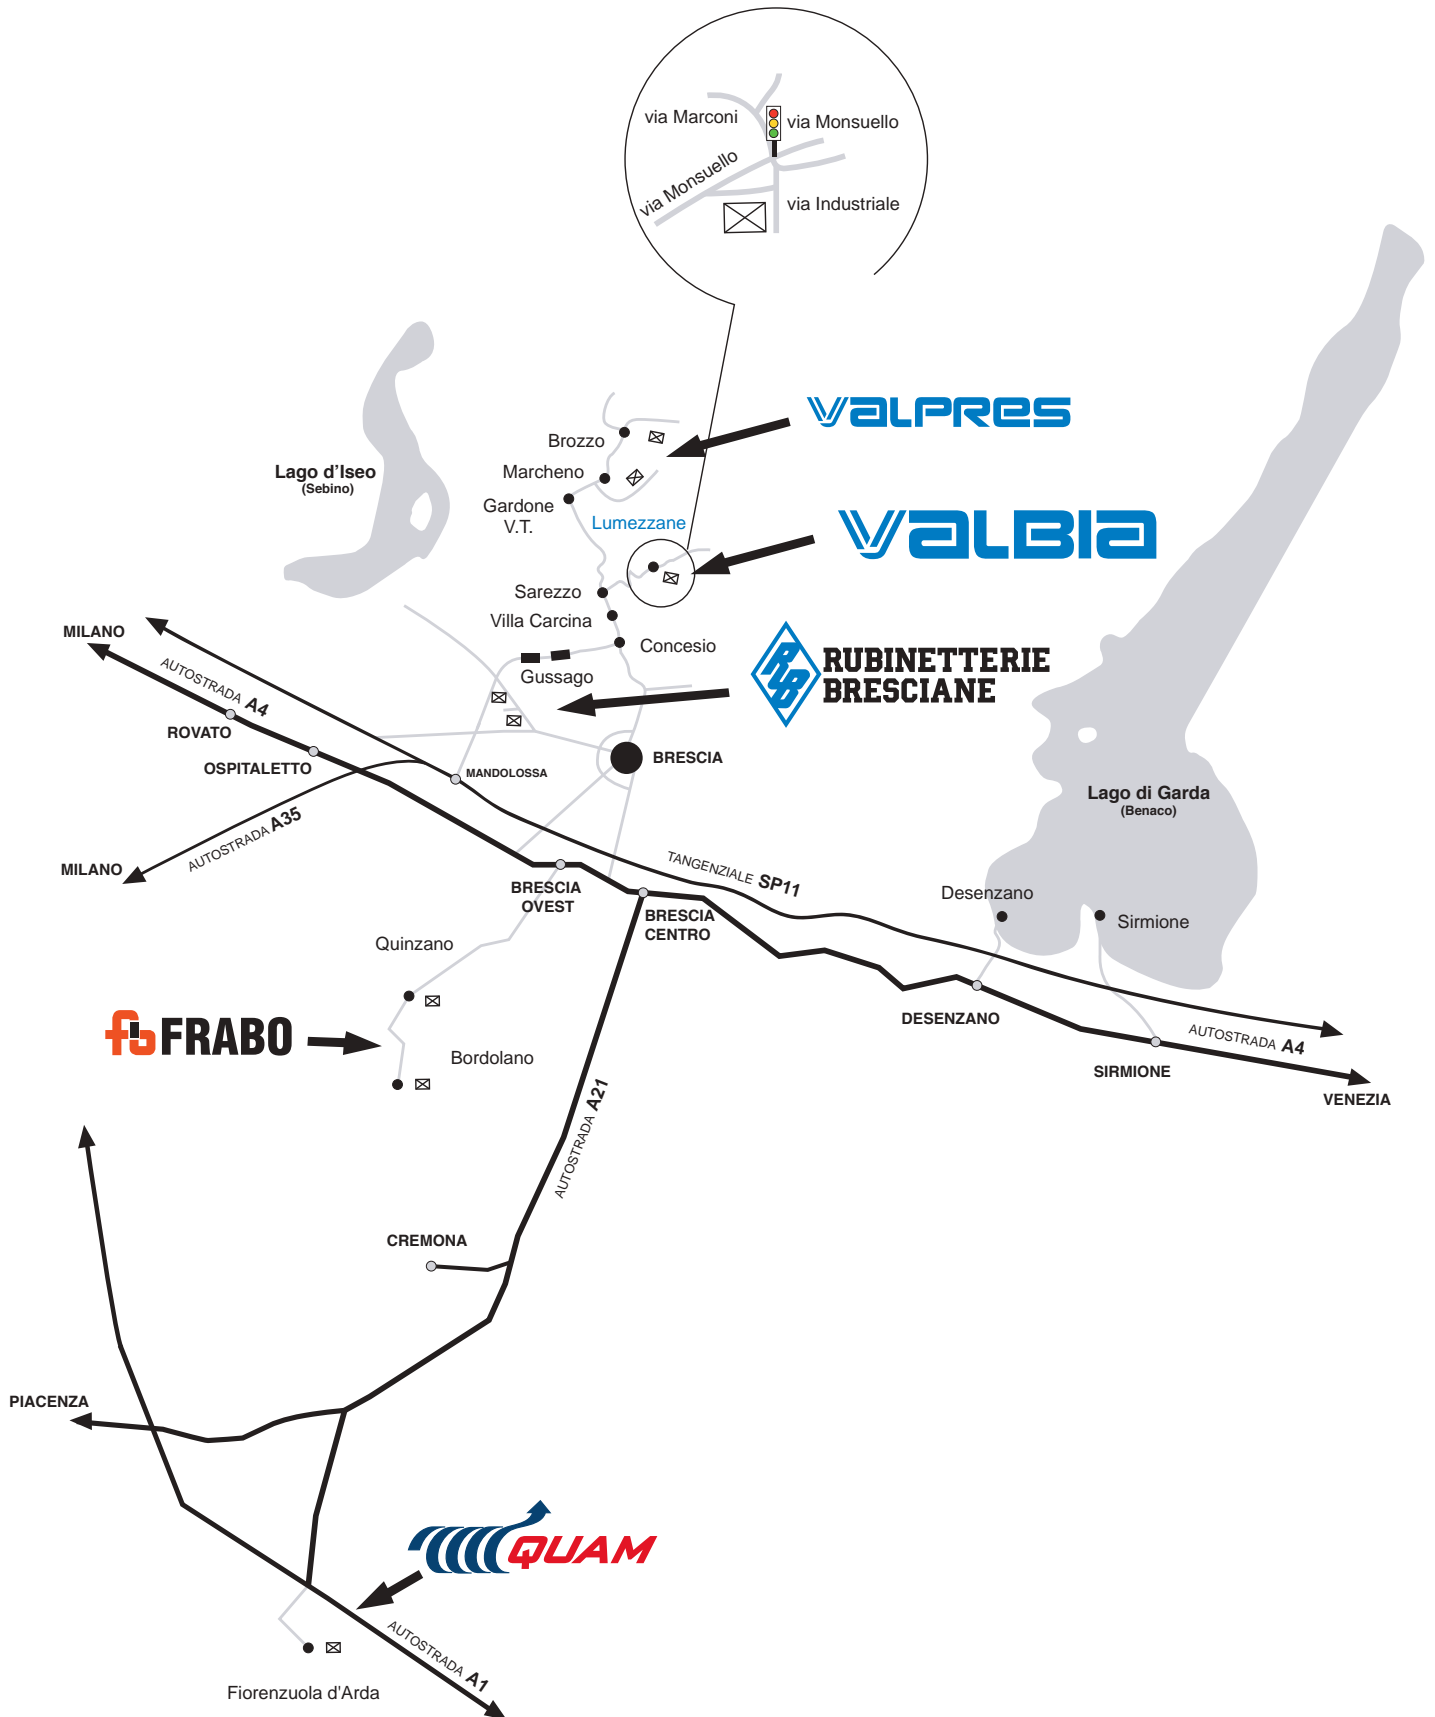 via Marconi
via Monsuello
via Monsuello
via Industriale
VALPRES
Brozzo
Lago d'Iseo
(Sebino)
Marcheno
Gardone
V.T.
Lumezzane
VALBIA
Sarezzo
Villa Carcina
MILANO
Concesio
RUBINETTERIE
BRESCIANE
RB
Gussago
AUTOSTRADA A4
ROVATO
OSPITALETTO
MANDOLOSSA
BRESCIA
Lago di Garda
(Benaco)
AUTOSTRADA A35
MILANO
TANGENZIALE SP11
BRESCIA
OVEST
BRESCIA
CENTRO
Desenzano
Sirmione
Quinzano
DESENZANO
fb FRABO
Bordolano
AUTOSTRADA A4
SIRMIONE
VENEZIA
AUTOSTRADA A21
CREMONA
PIACENZA
QUAM
AUTOSTRADA A1
Fiorenzuola d'Arda